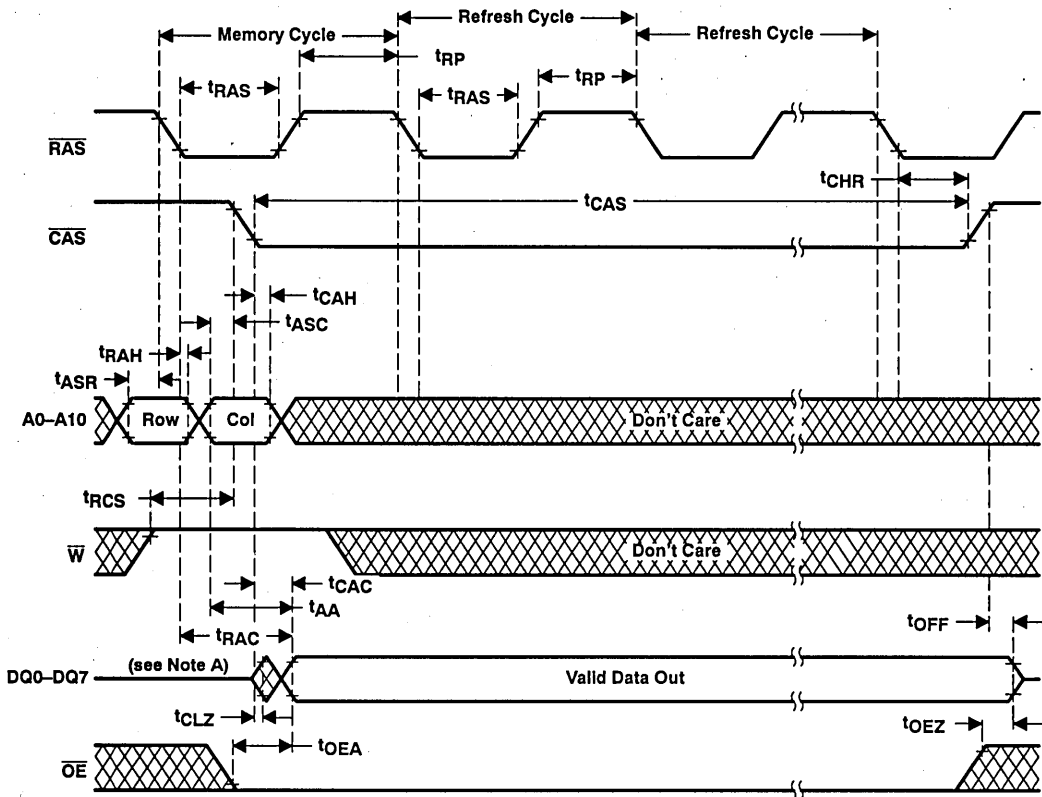 Refresh Cycle
Memory Cycle
Refresh Cycle
tRP
tRP
tRAS
tRAS
RAS
tCHR
tCAS
CAS
tCAH
tASC
tRAH
tASR
A0–A10
Row
Col
Don't Care
tRCS
W
Don't Care
tCAC
tAA
tOFF
tRAC
(see Note A)
DQ0–DQ7
Valid Data Out
tCLZ
tOEZ
tOEA
OE